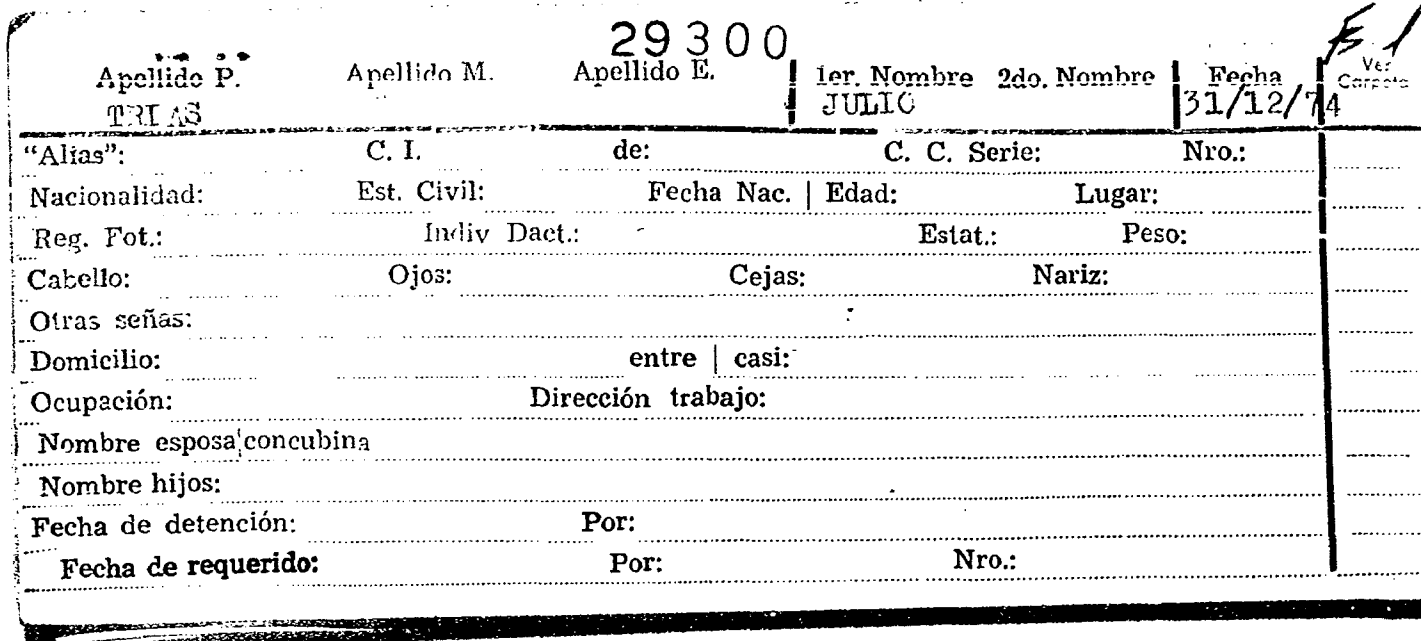 29300
Apellido P. Apellido M. Apellido E. 1er. Nombre 2do. Nombre Fecha Ver Carpeta
TRIAS JULIO 31/12/74
"Alias": C. I. de: C. C. Serie: Nro.:
Nacionalidad: Est. Civil: Fecha Nac. | Edad: Lugar:
Reg. Fot.: Indiv Dact.: Estat.: Peso:
Cabello: Ojos: Cejas: Nariz:
Otras señas:
Domicilio: entre | casi:
Ocupación: Dirección trabajo:
Nombre esposa concubina
Nombre hijos:
Fecha de detención: Por:
Fecha de requerido: Por: Nro.: